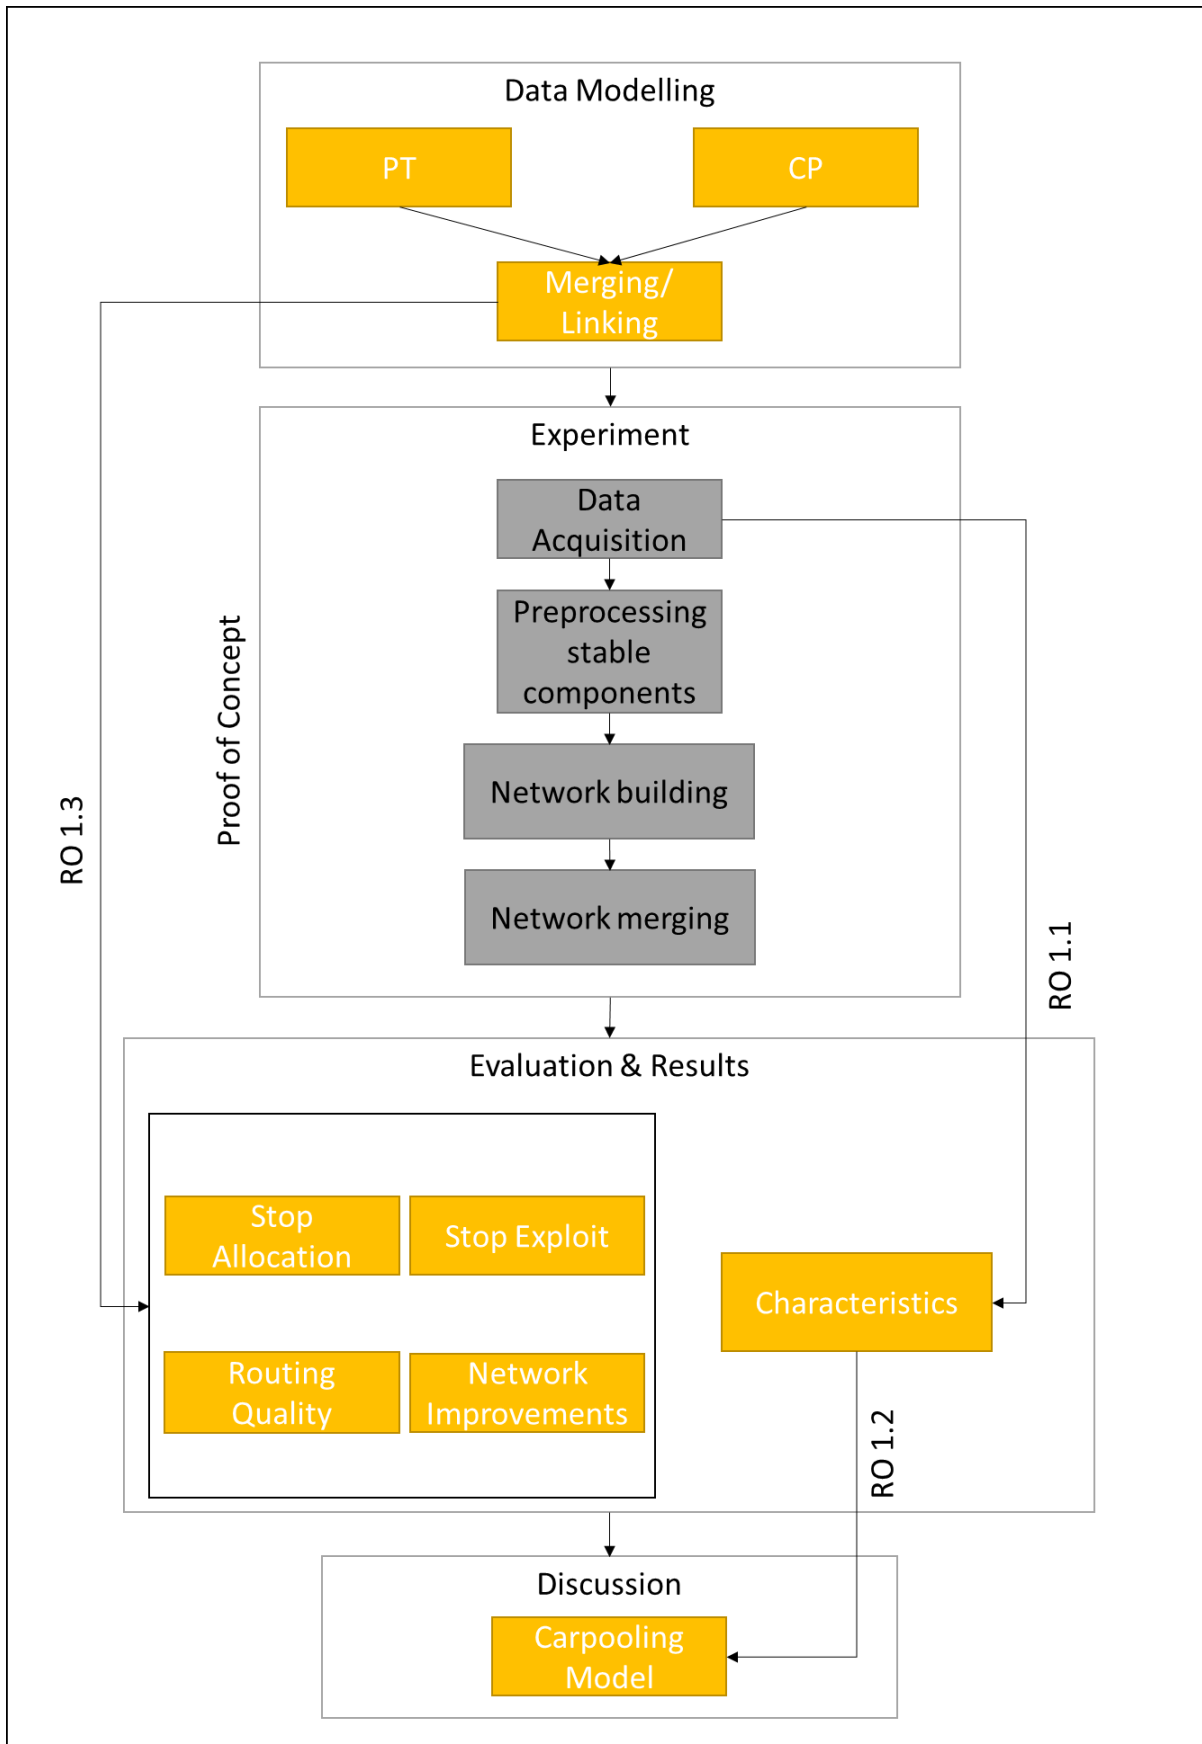 Data Modelling
PT
CP
Merging/
Linking
Experiment
Data
Acquisition
Preprocessing
stable
components
Network building
Network merging
Proof of Concept
RO 1.3
RO 1.1
Evaluation & Results
Stop
Allocation
Stop Exploit
Characteristics
Routing
Quality
Network
Improvements
RO 1.2
Discussion
Carpooling
Model